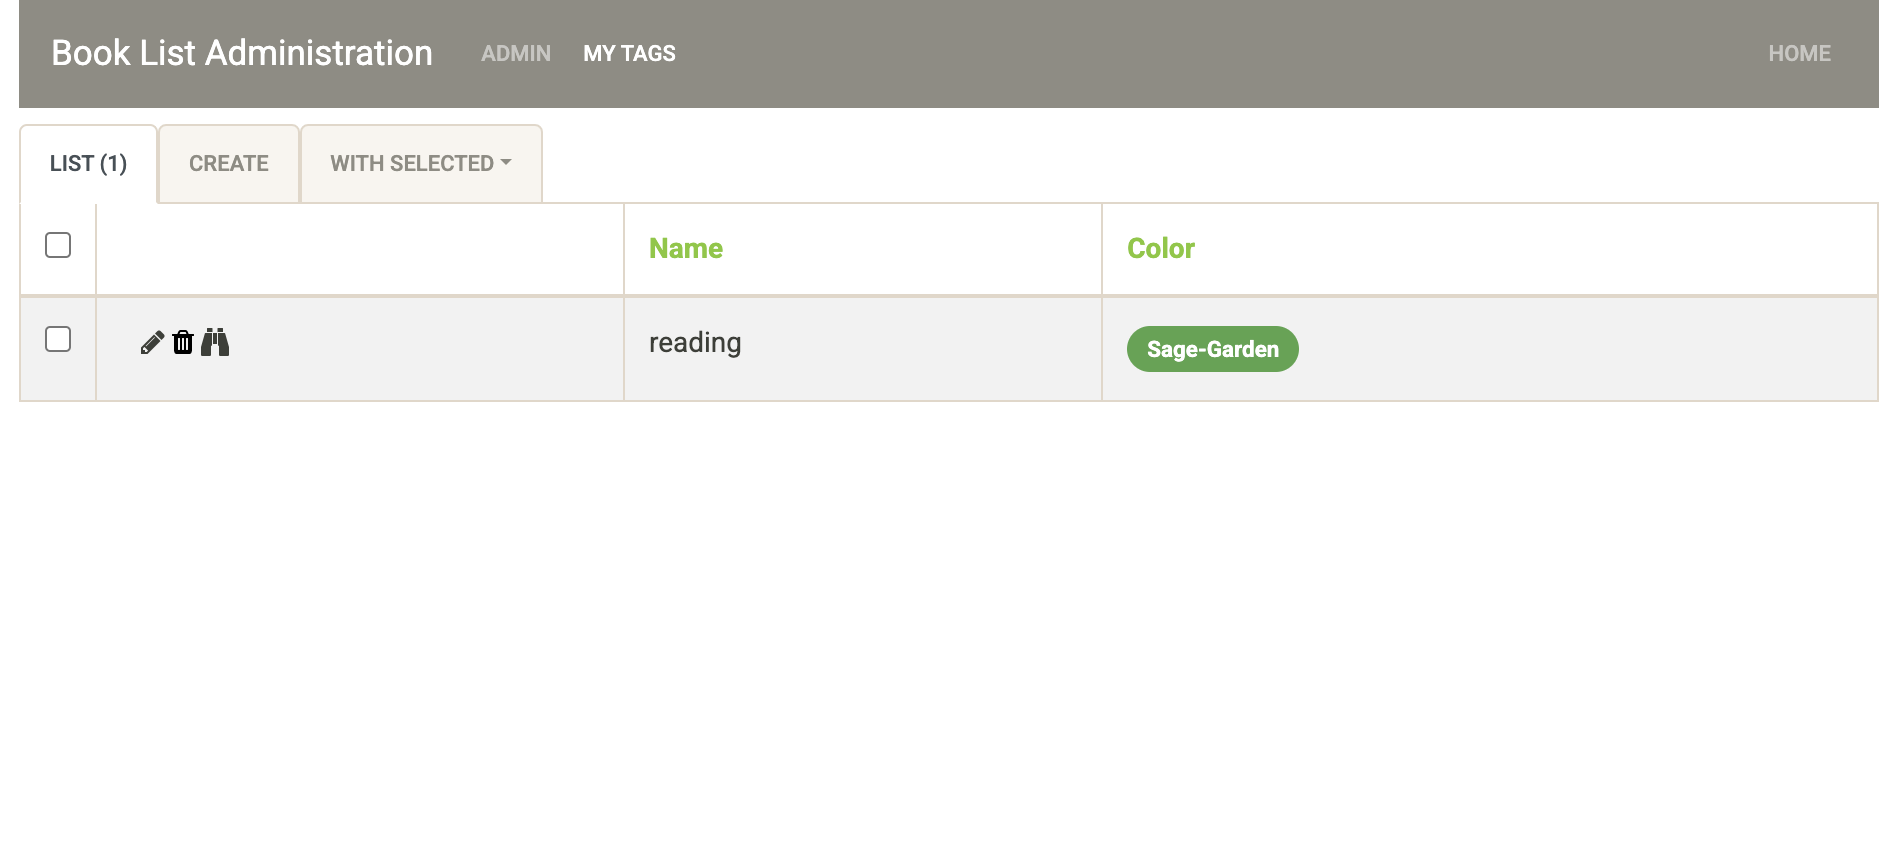 Book List Administration ADMIN MY TAGS HOME
LIST (1) CREATE WITH SELECTED
Name Color
reading Sage-Garden